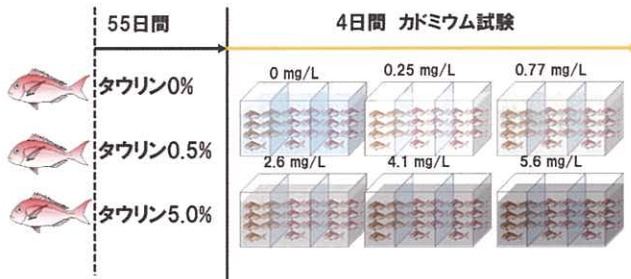 55日間
4日間 カドミウム試験
タウリン0%
タウリン0.5%
タウリン5.0%
0 mg/L
0.25 mg/L
0.77 mg/L
2.6 mg/L
4.1 mg/L
5.6 mg/L